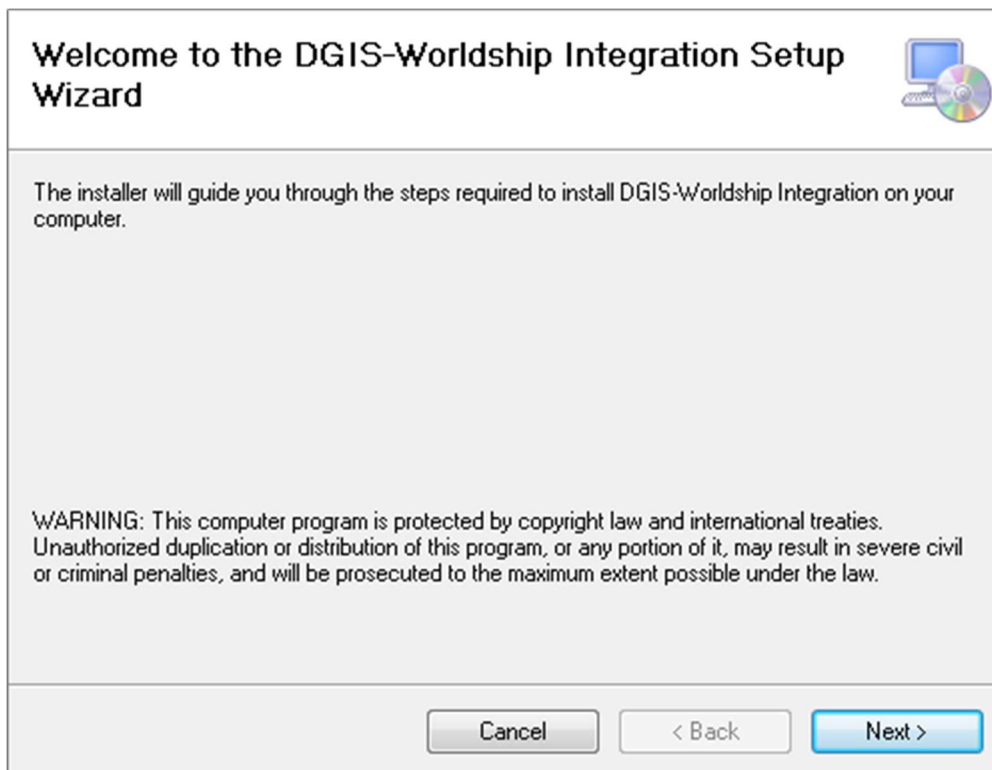 Welcome to the DGIS-Worldship Integration Setup
Wizard
The installer will guide you through the steps required to install DGIS-Worldship Integration on your
computer.
WARNING: This computer program is protected by copyright law and international treaties.
Unauthorized duplication or distribution of this program, or any portion of it, may result in severe civil
or criminal penalties, and will be prosecuted to the maximum extent possible under the law.
Cancel < Back Next >